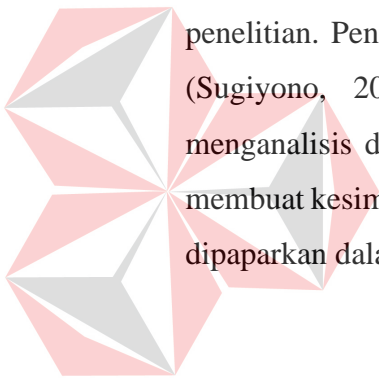 penelitian. Pen
(Sugiyono, 20
menganalisis d
membuat kesim
dipaparkan dala